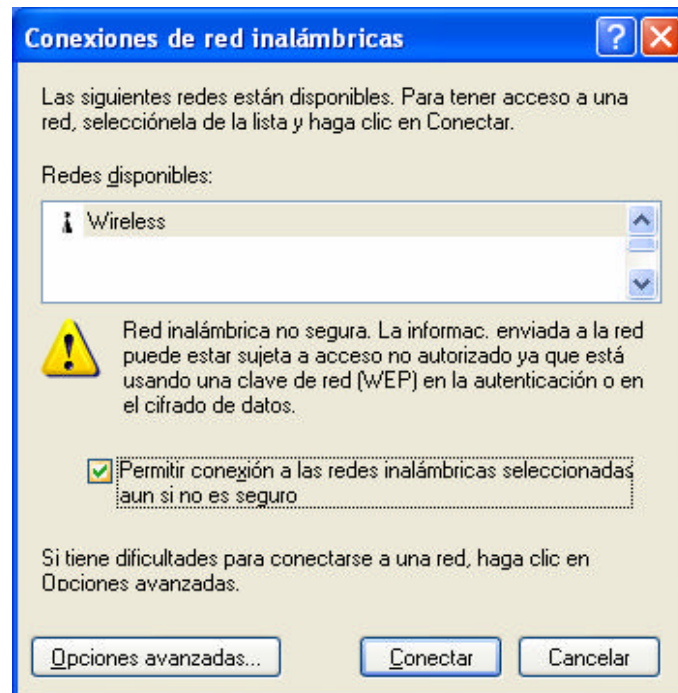 Conexiones de red inalámbricas
Las siguientes redes están disponibles. Para tener acceso a una
red, selecciónela de la lista y haga clic en Conectar.
Redes disponibles:
Wireless
Red inalámbrica no segura. La informac. enviada a la red
puede estar sujeta a acceso no autorizado ya que está
usando una clave de red (WEP) en la autenticación o en
el cifrado de datos.
Permitir conexión a las redes inalámbricas seleccionadas
aun si no es seguro
Si tiene dificultades para conectarse a una red, haga clic en
Opciones avanzadas.
Opciones avanzadas...
Conectar
Cancelar